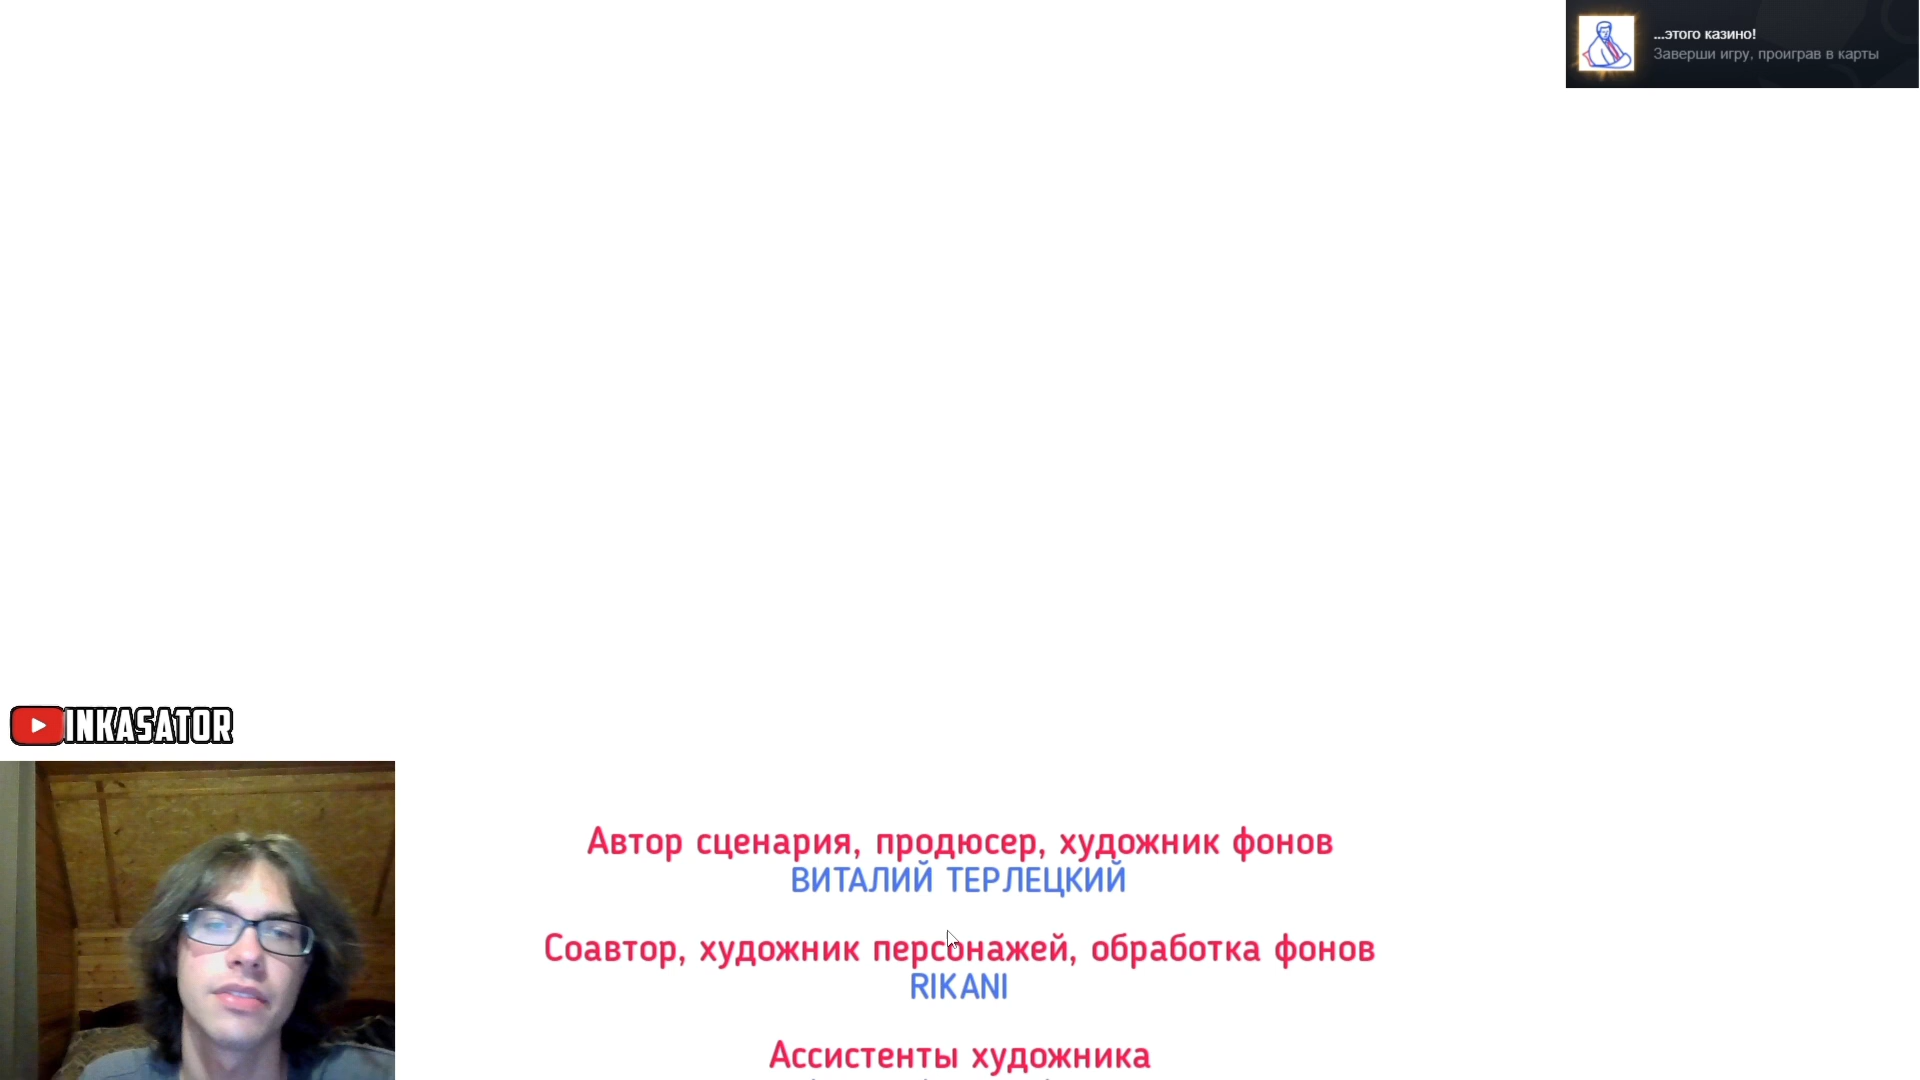 ...этого казино!
Заверши игру, проиграв в карты
INKASATOR
Автор сценария, продюсер, художник фонов
ВИТАЛИЙ ТЕРЛЕЦКИЙ
Соавтор, художник персонажей, обработка фонов
RIKANI
Ассистенты художника